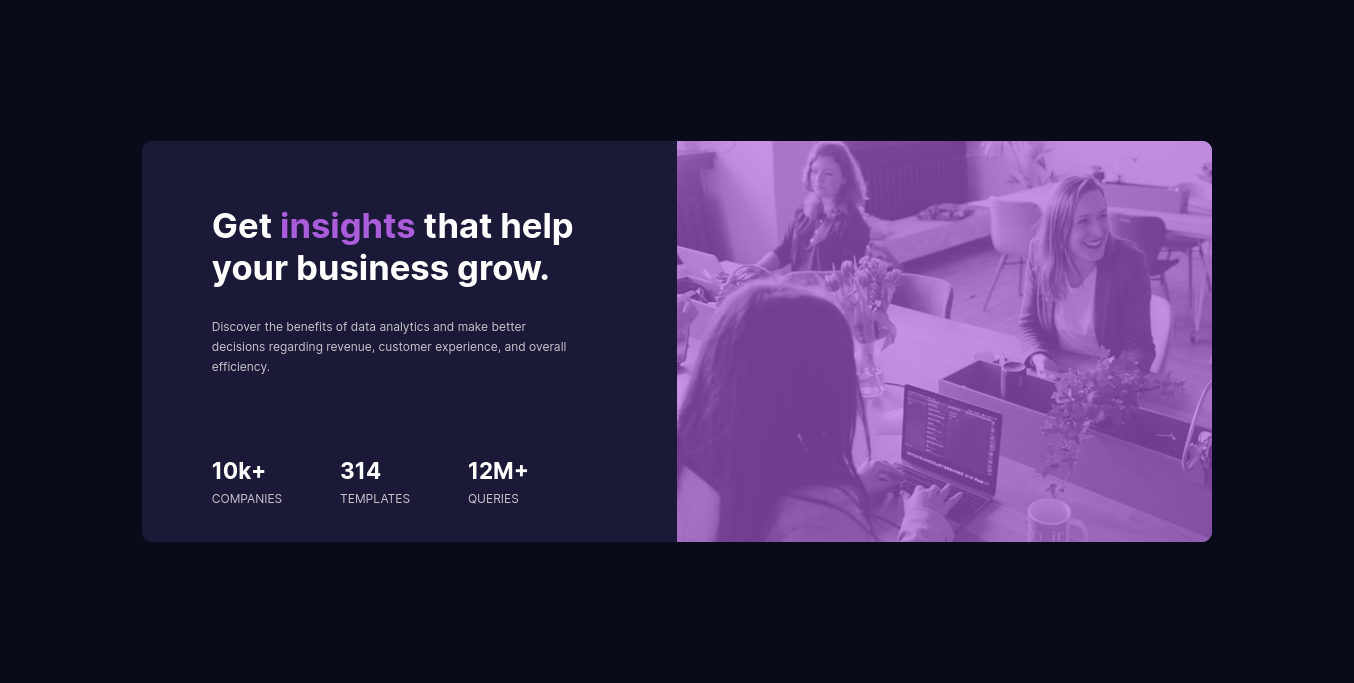 Get insights that help
your business grow.
Discover the benefits of data analytics and make better
decisions regarding revenue, customer experience, and overall
efficiency.
10k+ 314 12M+
COMPANIES TEMPLATES QUERIES